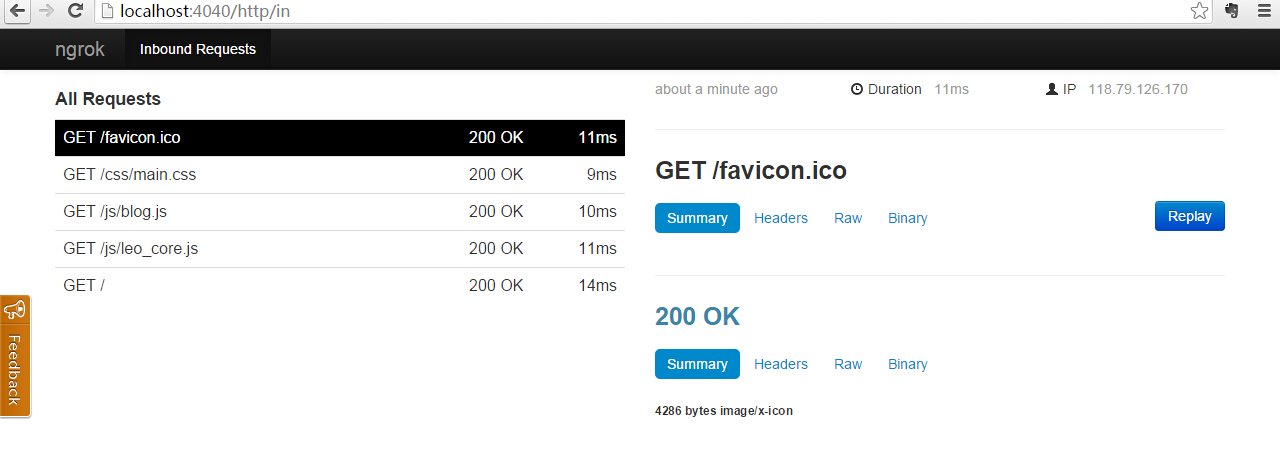 localhost:4040/http/in
ngrok Inbound Requests
All Requests
GET /favicon.ico 200 OK 11ms
GET /css/main.css 200 OK 9ms
GET /js/blog.js 200 OK 10ms
GET /js/leo_core.js 200 OK 11ms
GET / 200 OK 14ms
Feedback
about a minute ago Duration 11ms IP 118.79.126.170
GET /favicon.ico
Summary Headers Raw Binary Replay
200 OK
Summary Headers Raw Binary
4286 bytes image/x-icon